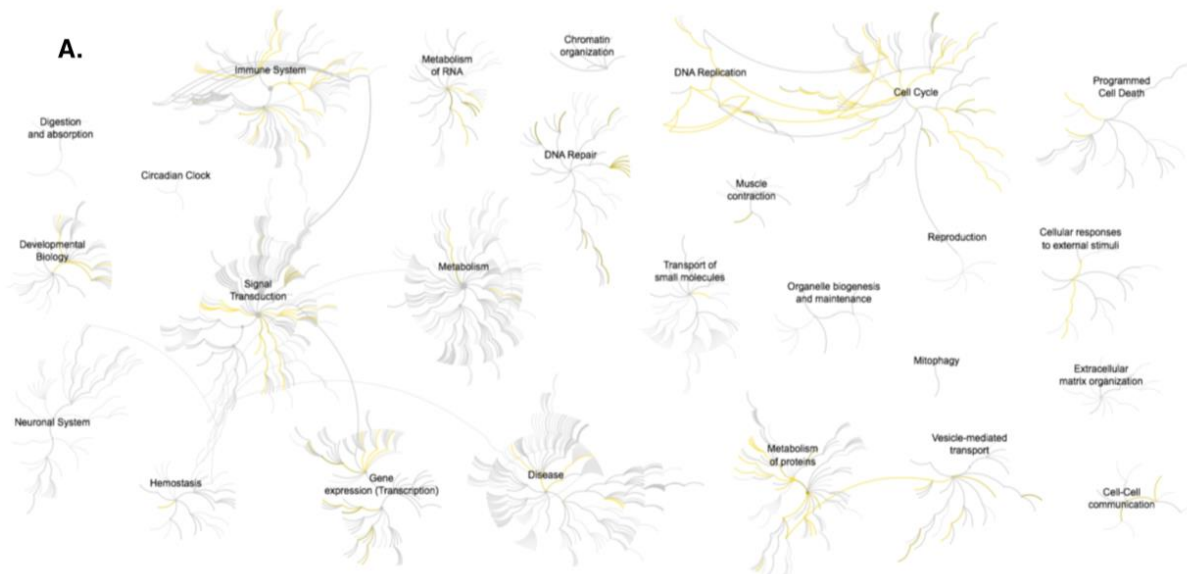 A.
Immune System
Metabolism
of RNA
Chromatin
organization
DNA Replication
Cell Cycle
Programmed
Cell Death
Digestion
and absorption
Circadian Clock
DNA Repair
Muscle
contraction
Developmental
Biology
Signal
Transduction
Metabolism
Transport of
small molecules
Organelle biogenesis
and maintenance
Reproduction
Cellular responses
to external stimuli
Mitophagy
Extracellular
matrix organization
Neuronal System
Hemostasis
Gene
expression (Transcription)
Disease
Metabolism
of proteins
Vesicle-mediated
transport
Cell-Cell
communication